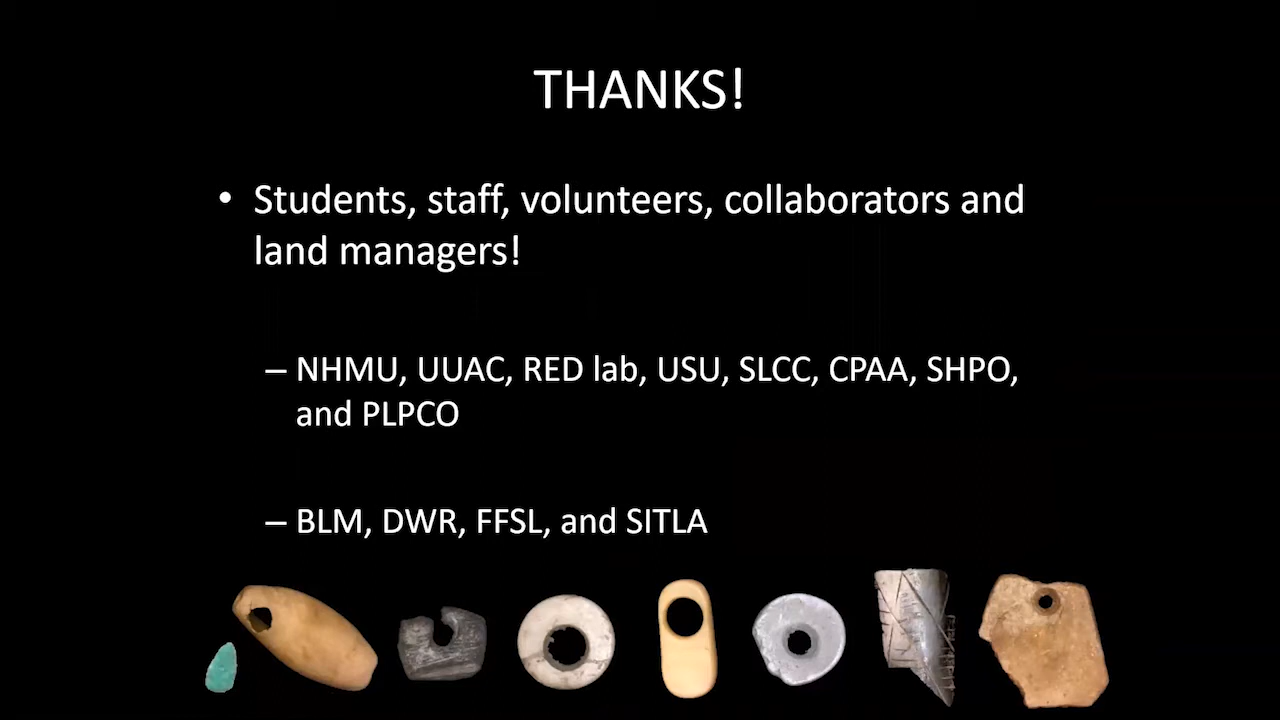 THANKS!
• Students, staff, volunteers, collaborators and
land managers!
– NHMU, UUAC, RED lab, USU, SLCC, CPAA, SHPO,
and PLPCO
– BLM, DWR, FFSL, and SITLA